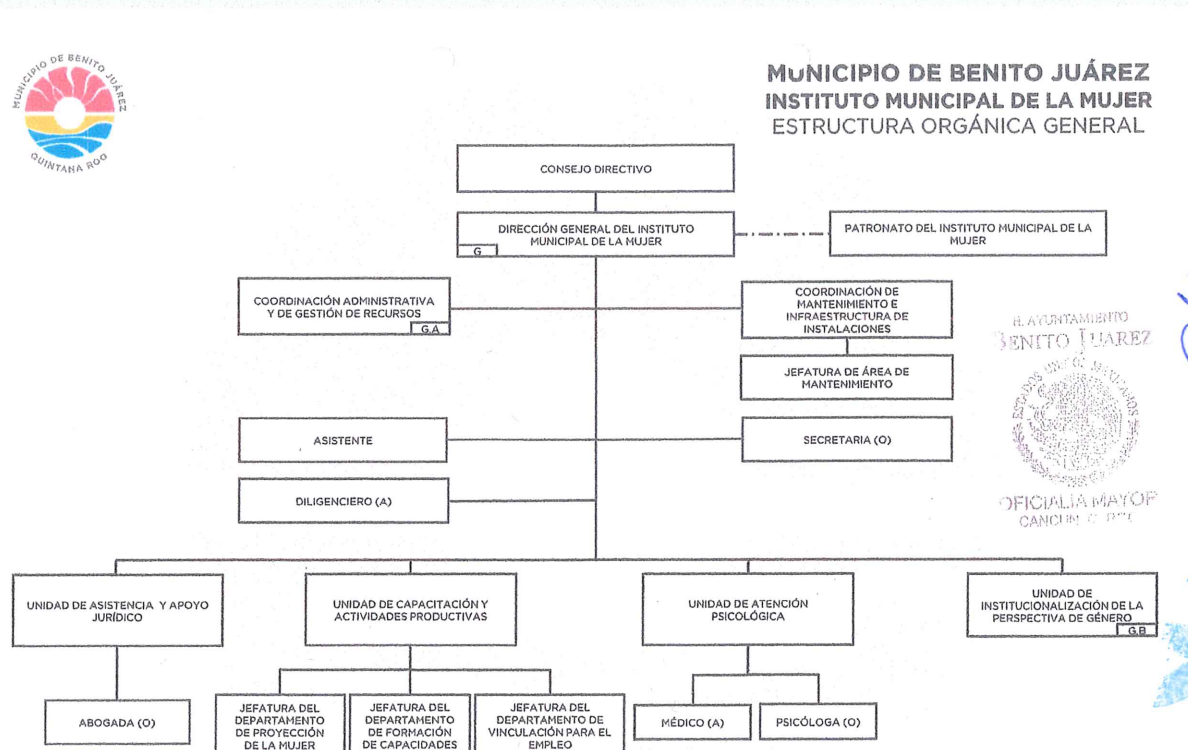 MUNICIPIO DE BENITO JUÁREZ
QUINTANA ROO
MUNICIPIO DE BENITO JUÁREZ
INSTITUTO MUNICIPAL DE LA MUJER
ESTRUCTURA ORGÁNICA GENERAL
CONSEJO DIRECTIVO
DIRECCIÓN GENERAL DEL INSTITUTO
MUNICIPAL DE LA MUJER
G
PATRONATO DEL INSTITUTO MUNICIPAL DE LA
MUJER
COORDINACIÓN ADMINISTRATIVA
Y DE GESTIÓN DE RECURSOS
G.A
COORDINACIÓN DE
MANTENIMIENTO E
INFRAESTRUCTURA DE
INSTALACIONES
JEFATURA DE ÁREA DE
MANTENIMIENTO
H. AYUNTAMIENTO
BENITO JUAREZ
ESTADOS UNIDOS MEXICANOS
OFICIALIA MAYOR
CANCUN
ASISTENTE
SECRETARIA (O)
DILIGENCIERO (A)
UNIDAD DE ASISTENCIA Y APOYO
JURÍDICO
UNIDAD DE CAPACITACIÓN Y
ACTIVIDADES PRODUCTIVAS
UNIDAD DE ATENCIÓN
PSICOLÓGICA
UNIDAD DE
INSTITUCIONALIZACIÓN DE LA
PERSPECTIVA DE GÉNERO
G.B
ABOGADA (O)
JEFATURA DEL
DEPARTAMENTO
DE PROYECCIÓN
DE LA MUJER
JEFATURA DEL
DEPARTAMENTO
DE FORMACIÓN
DE CAPACIDADES
JEFATURA DEL
DEPARTAMENTO DE
VINCULACIÓN PARA EL
EMPLEO
MÉDICO (A)
PSICÓLOGA (O)